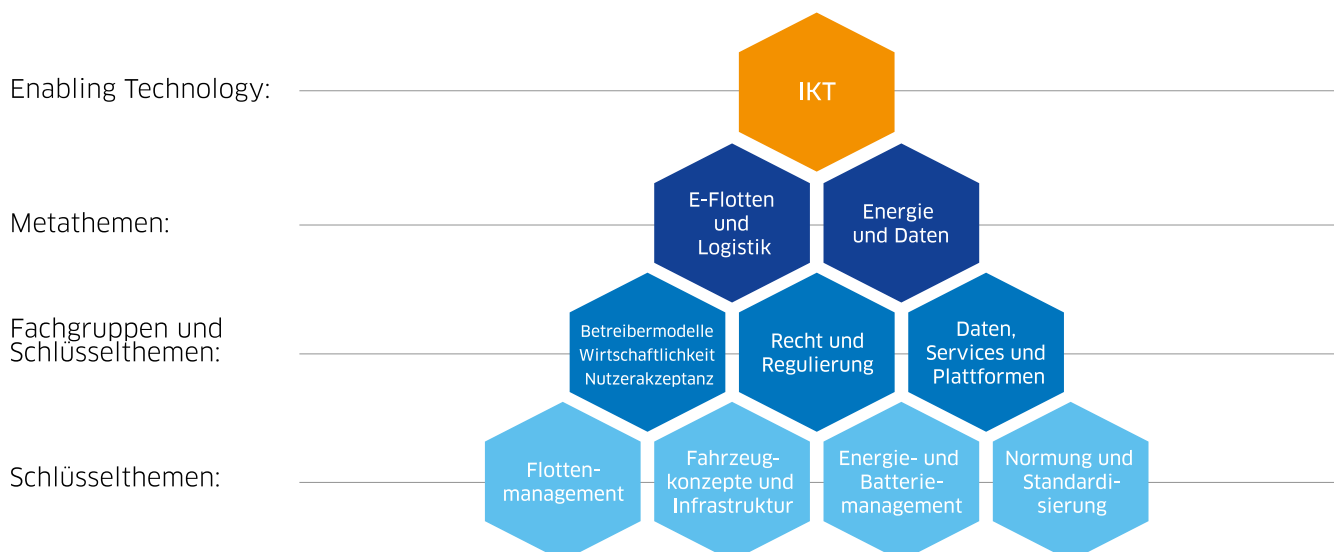 Enabling Technology:
IKT
Metathemen:
E-Flotten
und
Logistik
Energie
und Daten
Fachgruppen und
Schlüsselthemen:
Betreibermodelle
Wirtschaftlichkeit
Nutzerakzeptanz
Recht und
Regulierung
Daten,
Services und
Plattformen
Schlüsselthemen:
Flotten-
management
Fahrzeug-
konzepte und
Infrastruktur
Energie- und
Batterie-
management
Normung und
Standardi-
sierung